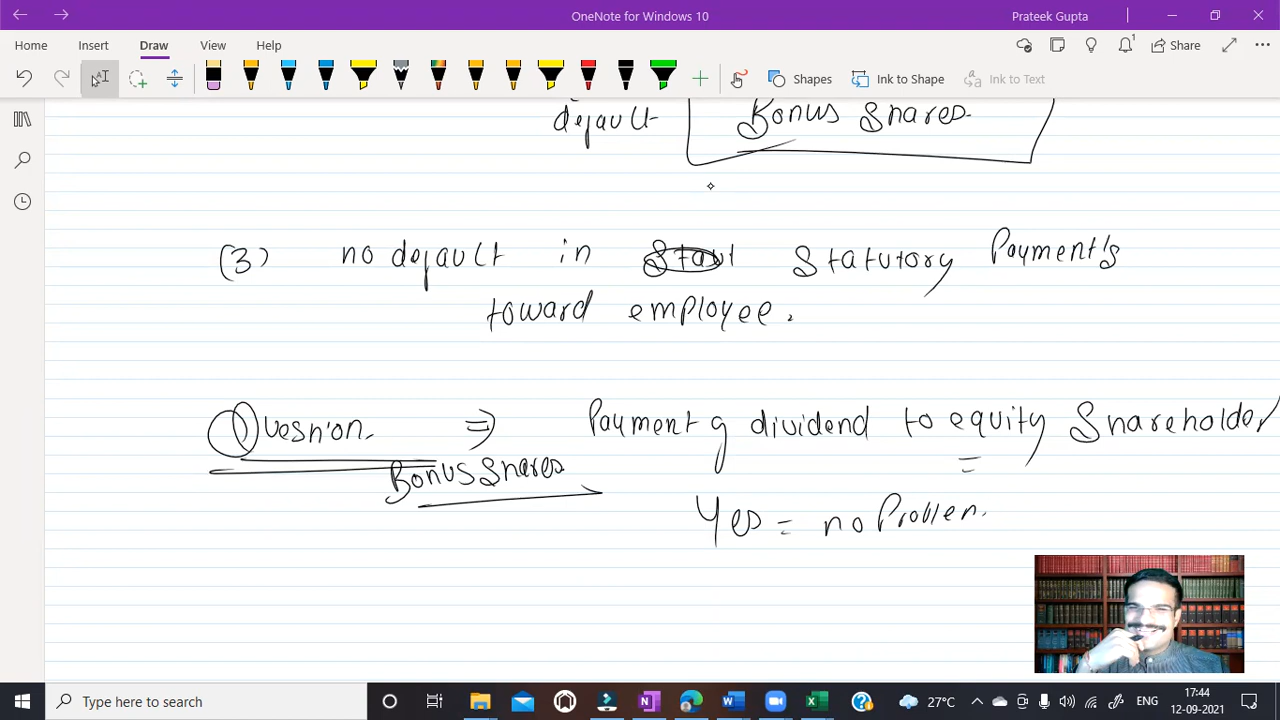 OneNote for Windows 10
Prateek Gupta
Home Insert Draw View Help
Share
Shapes Ink to Shape Ink to Text
default Bonus Shares.
(3) no default in Staut Statutory Payment's
toward employee.
Question. ⇒ Payment of dividend to equity Shareholder
Bonus Shares
Yes = no Problem.
Type here to search
27°C
ENG
17:44
12-09-2021